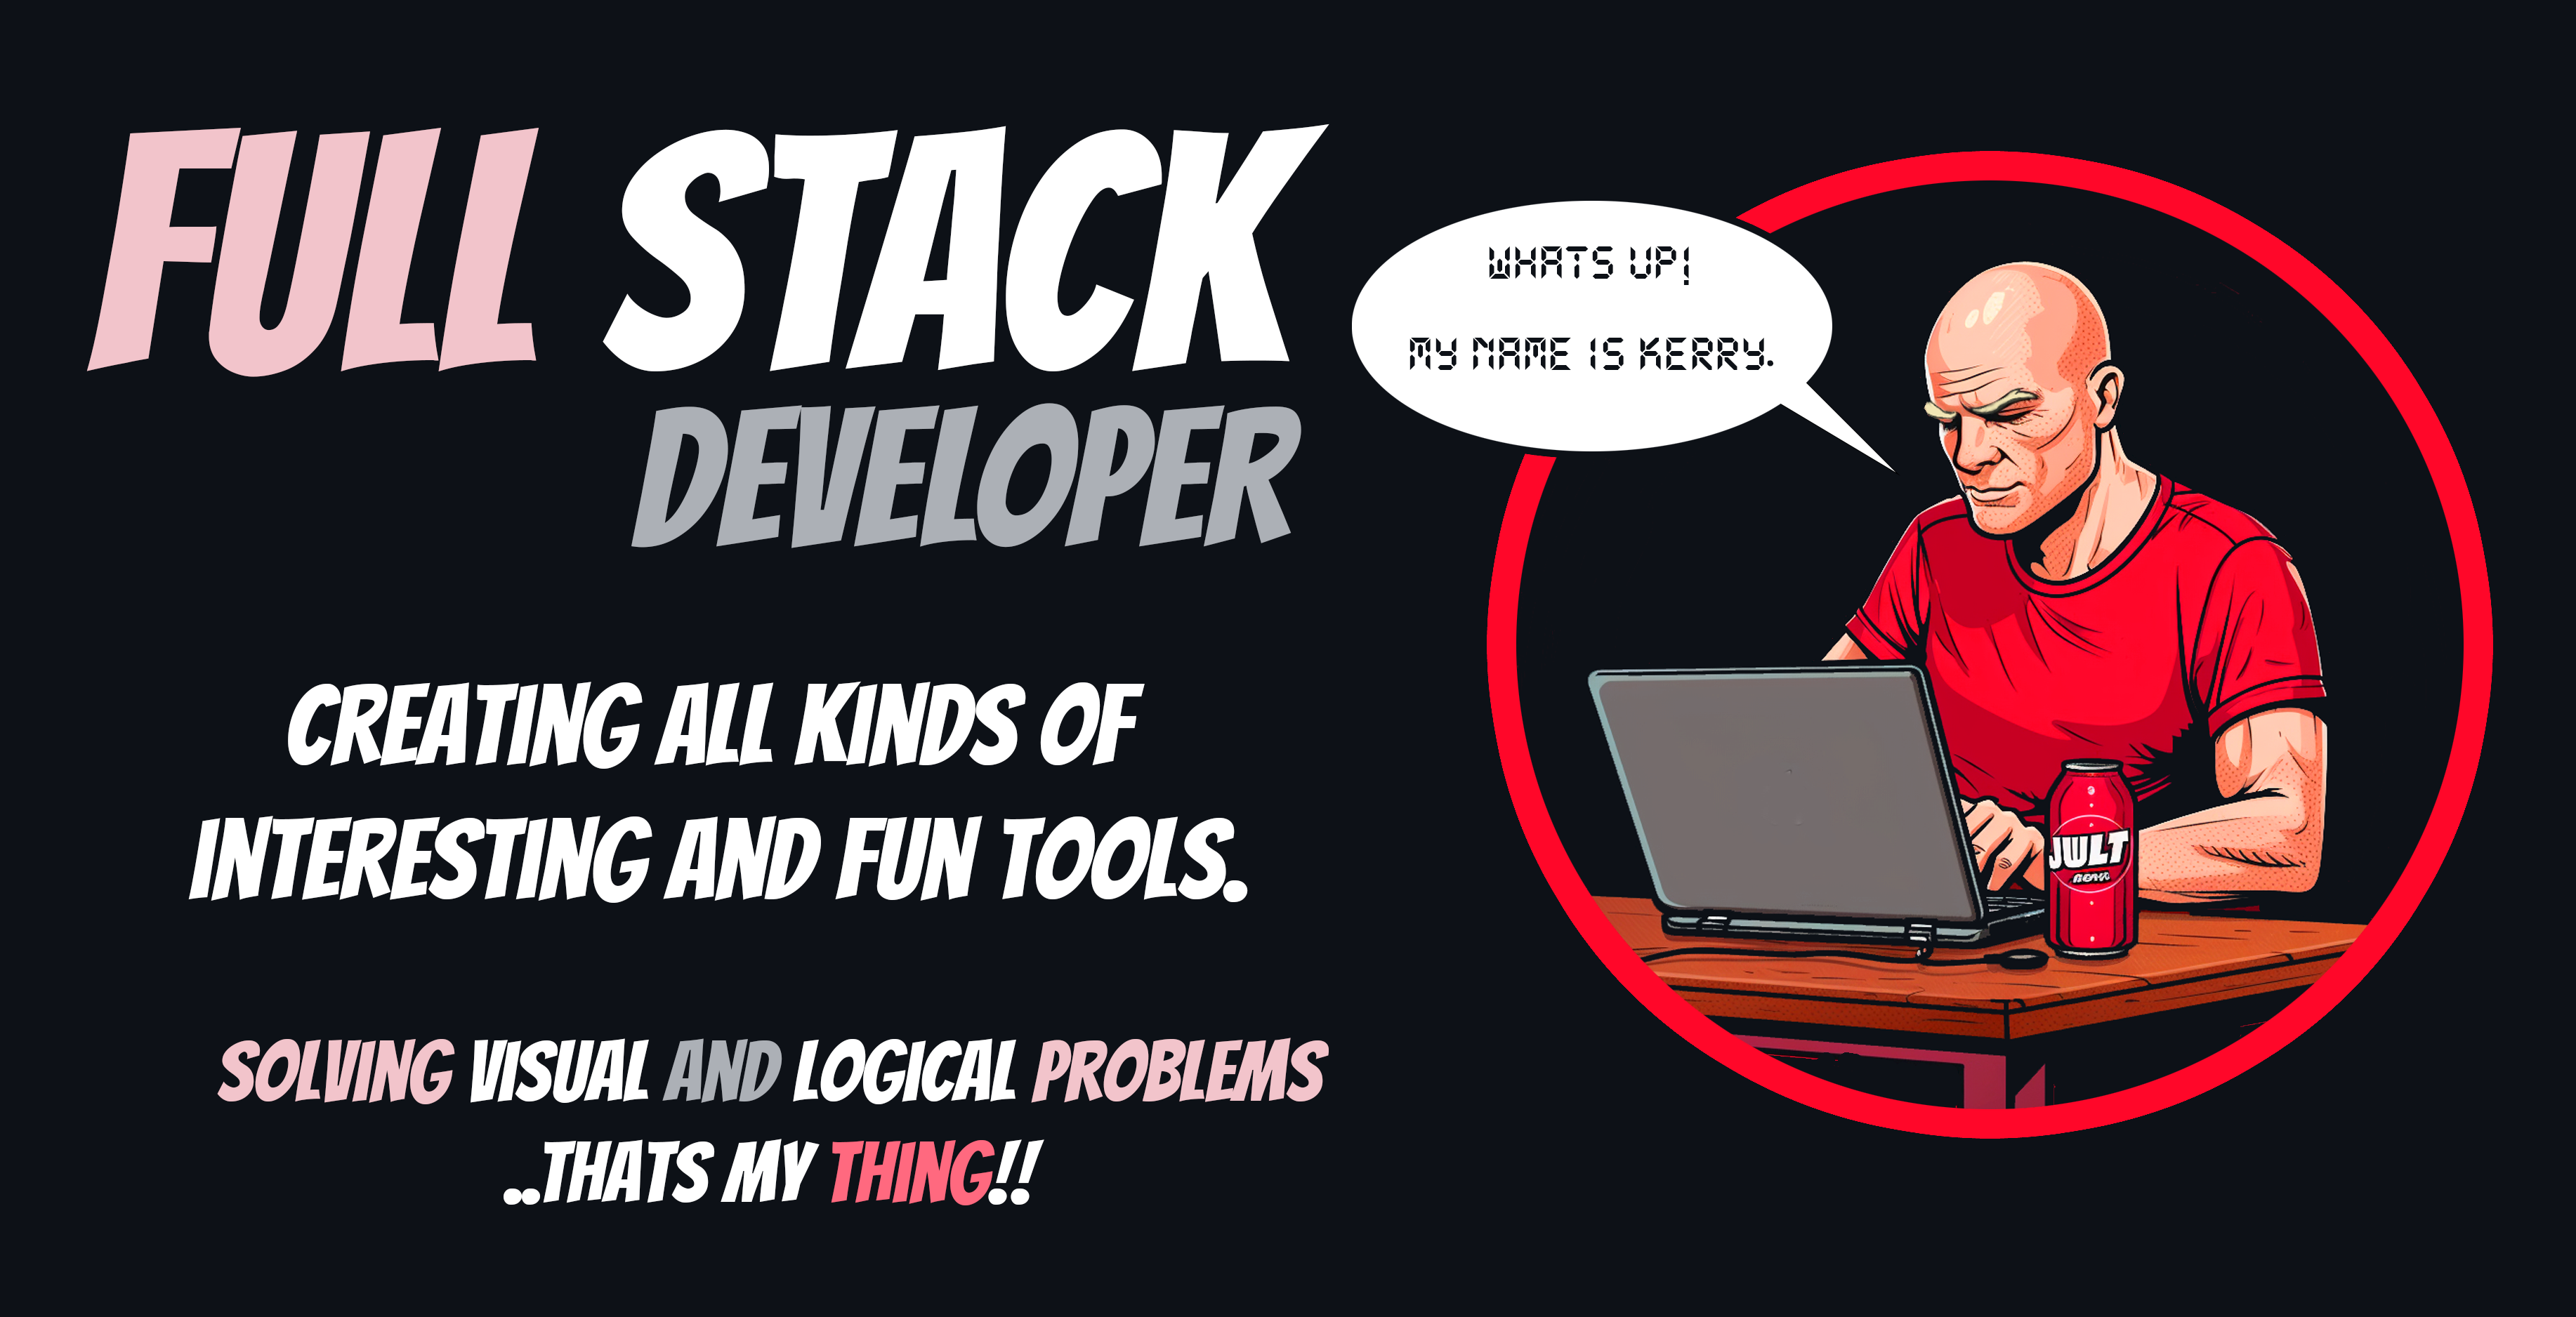 FULL STACK
DEVELOPER
CREATING ALL KINDS OF
INTERESTING AND FUN TOOLS.
SOLVING VISUAL AND LOGICAL PROBLEMS
..THATS MY THING!!
WHATS UP!
MY NAME IS KERRY.
JWLT